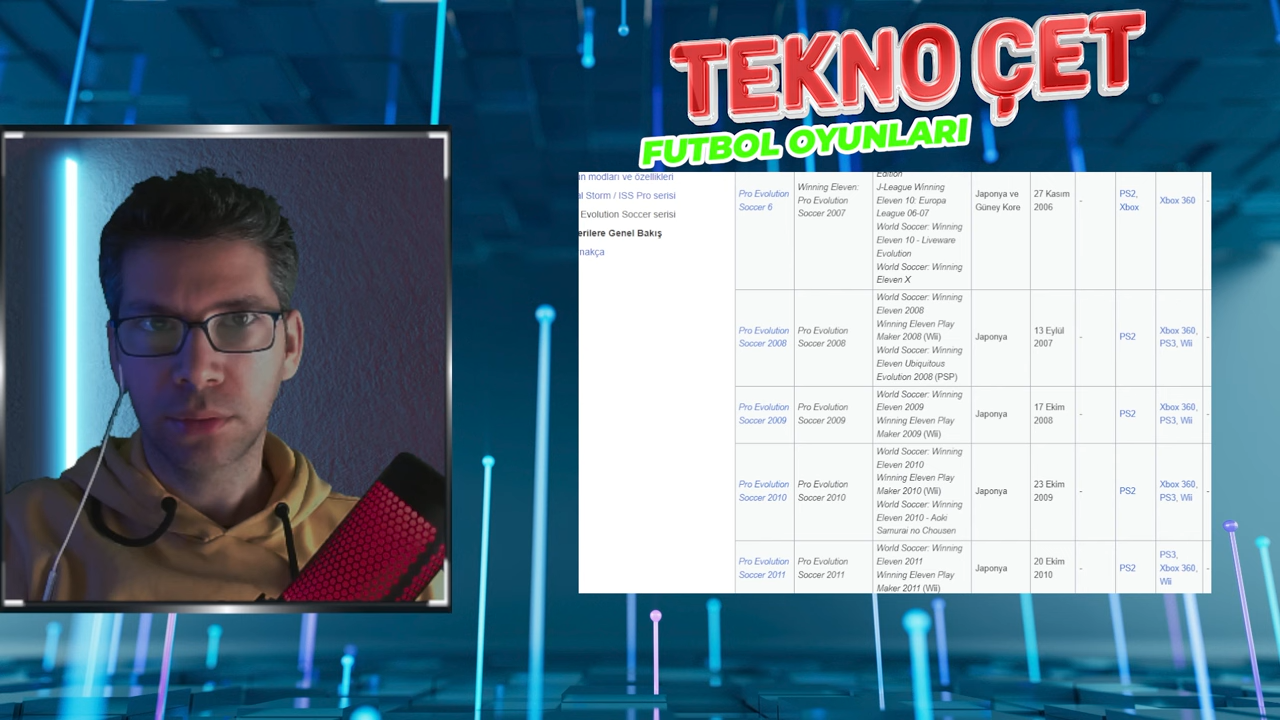 TEKNO ÇET
FUTBOL OYUNLARI
ın modları ve özellikleri
al Storm / ISS Pro serisi
Evolution Soccer serisi
erilere Genel Bakış
nakça
Pro Evolution
Soccer 6
Winning Eleven:
Pro Evolution
Soccer 2007
Edition
J-League Winning
Eleven 10: Europa
League 06-07
World Soccer: Winning
Eleven 10 - Liveware
Evolution
World Soccer: Winning
Eleven X
Japonya ve
Güney Kore
27 Kasım
2006
-
PS2,
Xbox
Xbox 360
-
Pro Evolution
Soccer 2008
Pro Evolution
Soccer 2008
World Soccer: Winning
Eleven 2008
Winning Eleven Play
Maker 2008 (Wii)
World Soccer: Winning
Eleven Ubiquitous
Evolution 2008 (PSP)
Japonya
13 Eylül
2007
-
PS2
Xbox 360,
PS3, Wii
-
Pro Evolution
Soccer 2009
Pro Evolution
Soccer 2009
World Soccer: Winning
Eleven 2009
Winning Eleven Play
Maker 2009 (Wii)
Japonya
17 Ekim
2008
-
PS2
Xbox 360,
PS3, Wii
-
Pro Evolution
Soccer 2010
Pro Evolution
Soccer 2010
World Soccer: Winning
Eleven 2010
Winning Eleven Play
Maker 2010 (Wii)
World Soccer: Winning
Eleven 2010 - Aoki
Samurai no Chousen
Japonya
23 Ekim
2009
-
PS2
Xbox 360,
PS3, Wii
-
Pro Evolution
Soccer 2011
Pro Evolution
Soccer 2011
World Soccer: Winning
Eleven 2011
Winning Eleven Play
Maker 2011 (Wii)
Japonya
20 Ekim
2010
-
PS2
PS3,
Xbox 360,
Wii
-